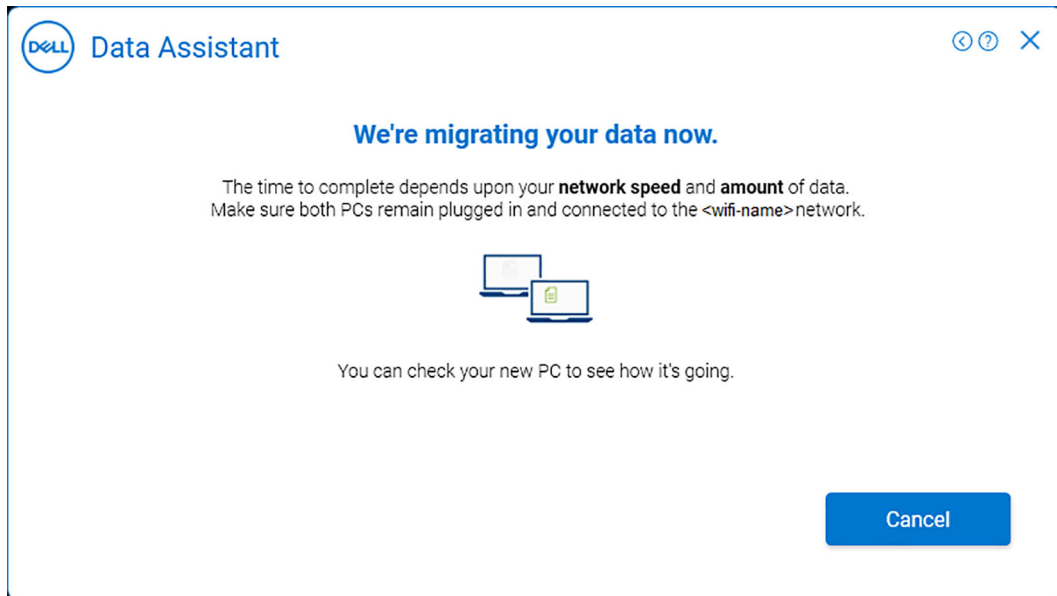 DELL Data Assistant
We're migrating your data now.
The time to complete depends upon your network speed and amount of data.
Make sure both PCs remain plugged in and connected to the <wifi-name> network.
You can check your new PC to see how it's going.
Cancel